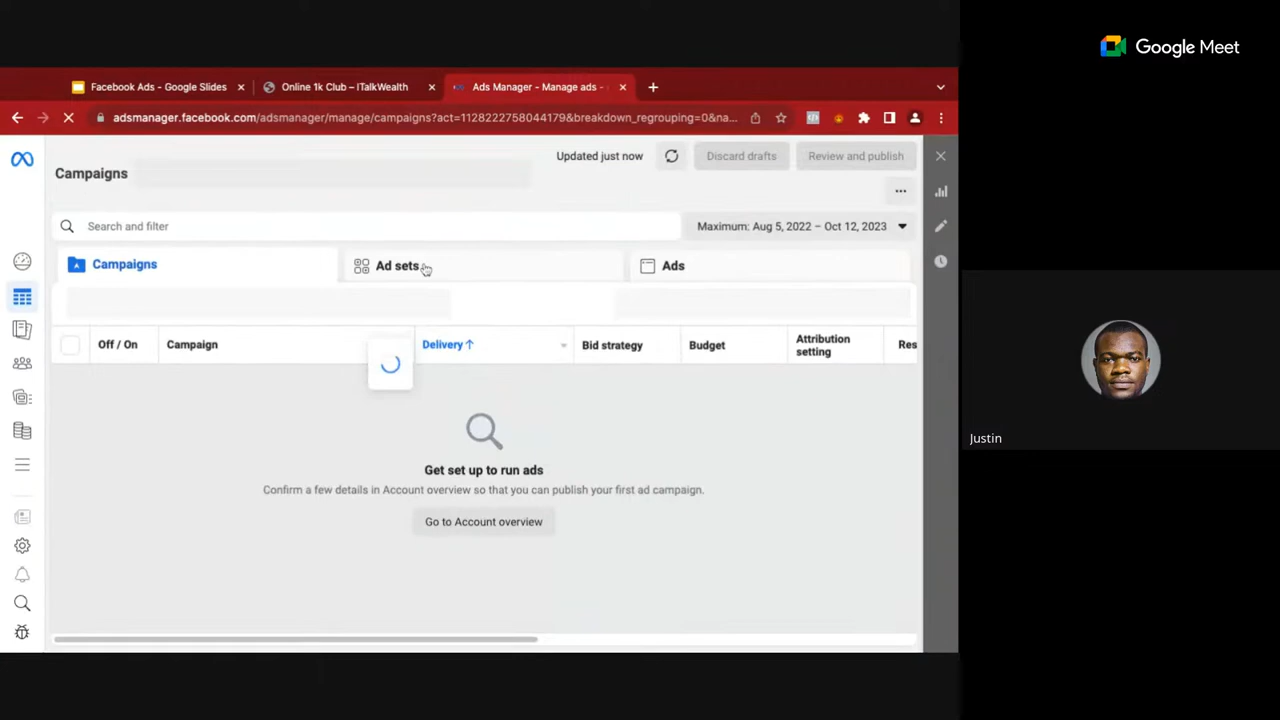 Google Meet
Facebook Ads - Google Slides
Online 1k Club – ITalkWealth
Ads Manager - Manage ads -
adsmanager.facebook.com/adsmanager/manage/campaigns?act=1128222758044179&breakdown_regrouping=0&na...
Campaigns
Updated just now
Discard drafts
Review and publish
Search and filter
Maximum: Aug 5, 2022 – Oct 12, 2023
Campaigns
Ad sets
Ads
Off / On
Campaign
Delivery ↑
Bid strategy
Budget
Attribution
setting
Res
Get set up to run ads
Confirm a few details in Account overview so that you can publish your first ad campaign.
Go to Account overview
Justin